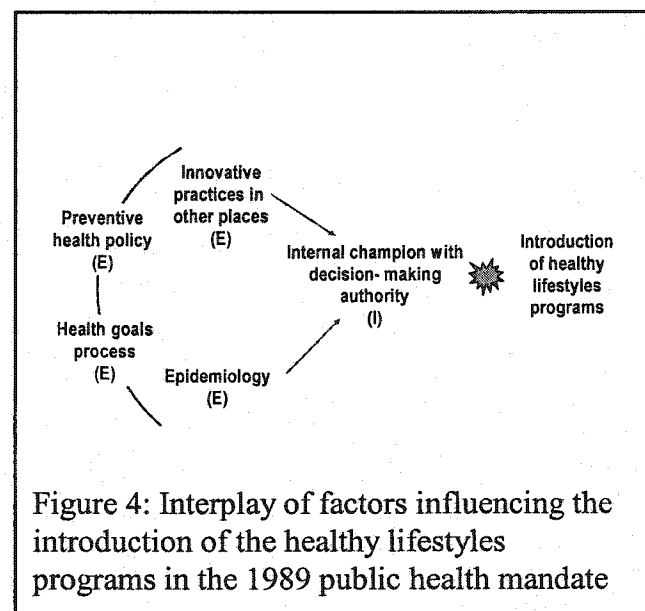 Innovative
practices in
other places
(E)
Preventive
health policy
(E)
Internal champion with
decision- making
authority
(I)
Introduction
of healthy
lifestyles
programs
Health goals
process
(E)
Epidemiology
(E)
Figure 4: Interplay of factors influencing the
introduction of the healthy lifestyles
programs in the 1989 public health mandate